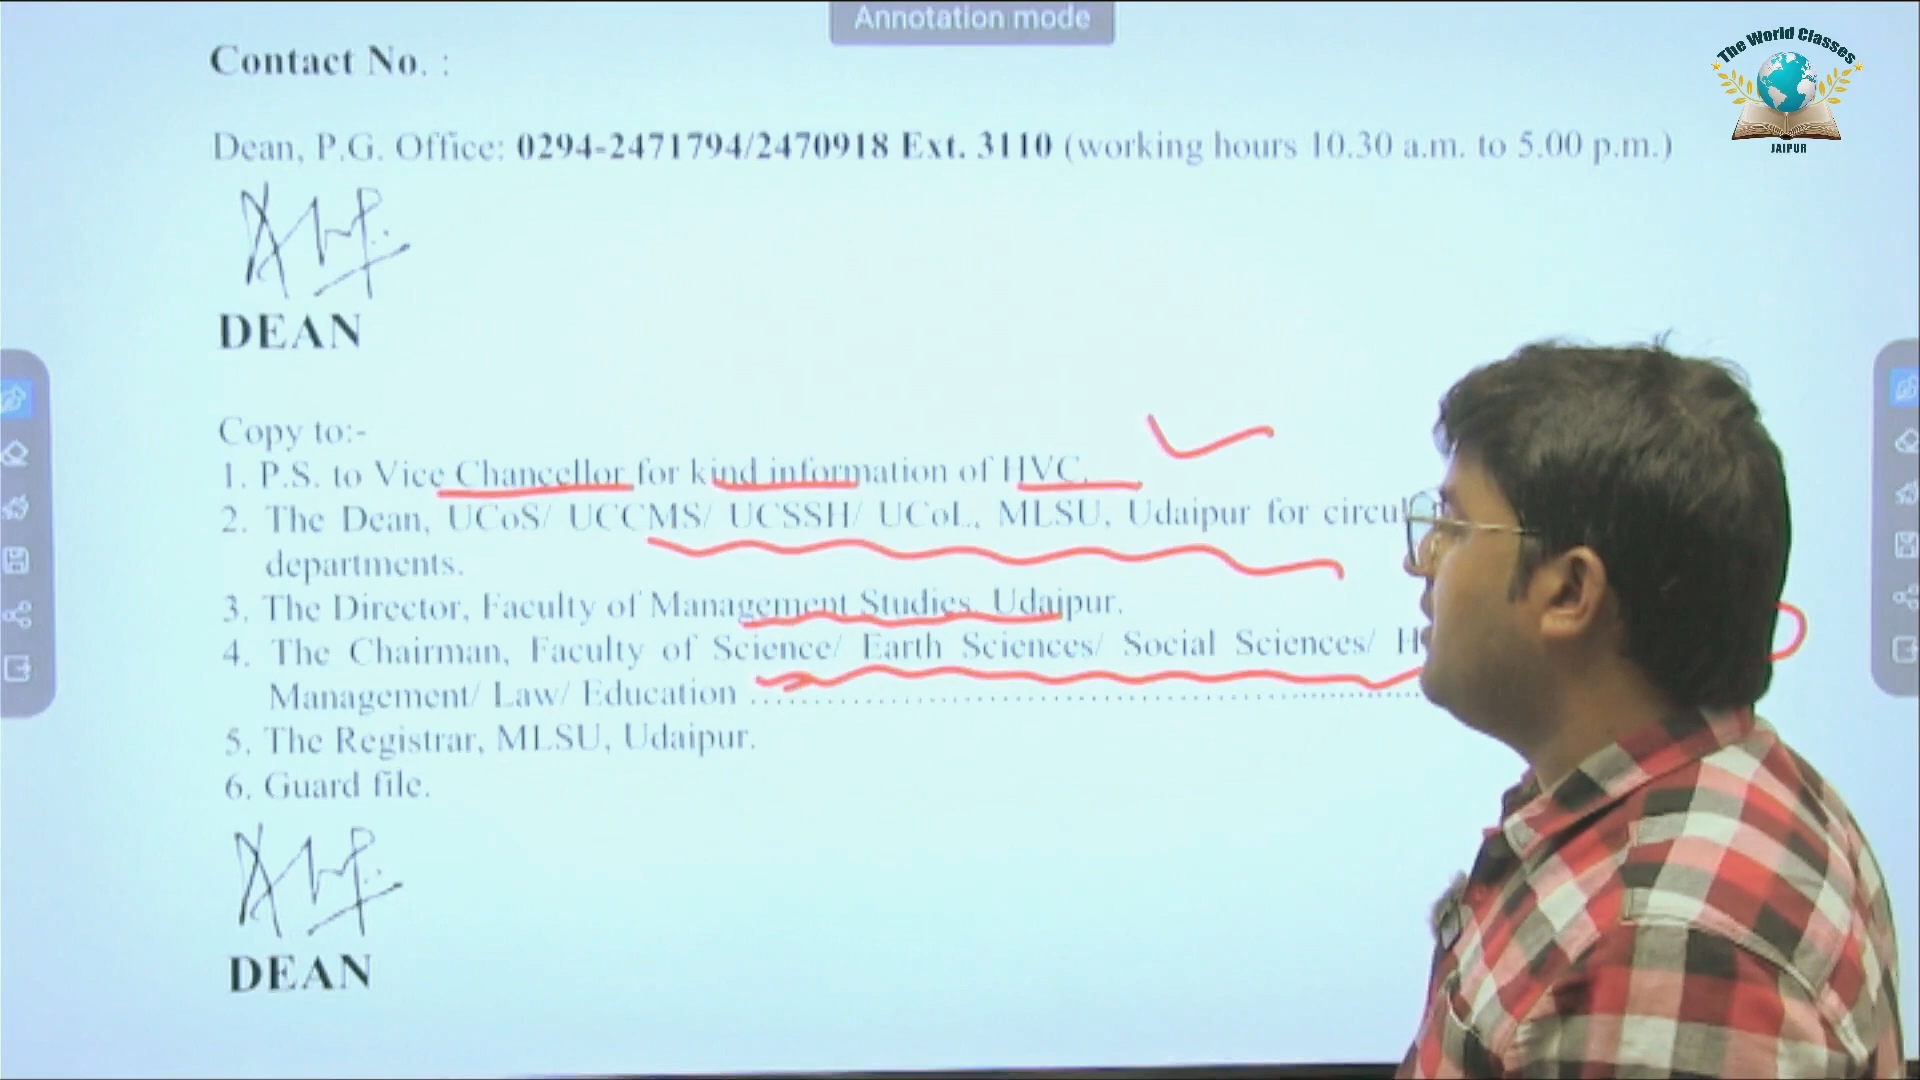 Annotation mode
The World Classes
JAIPUR
Contact No. :
Dean, P.G. Office: 0294-2471794/2470918 Ext. 3110 (working hours 10.30 a.m. to 5.00 p.m.)
DEAN
Copy to:-
1. P.S. to Vice Chancellor for kind information of HVC.
2. The Dean, UCoS/ UCCMS/ UCSSH/ UCoL, MLSU, Udaipur for
departments.
3. The Director, Faculty of Management Studies, Udaipur.
4. The Chairman, Faculty of Science/ Earth Sciences/ Social Sciences/
Management/ Law/ Education ........................................
5. The Registrar, MLSU, Udaipur.
6. Guard file.
DEAN